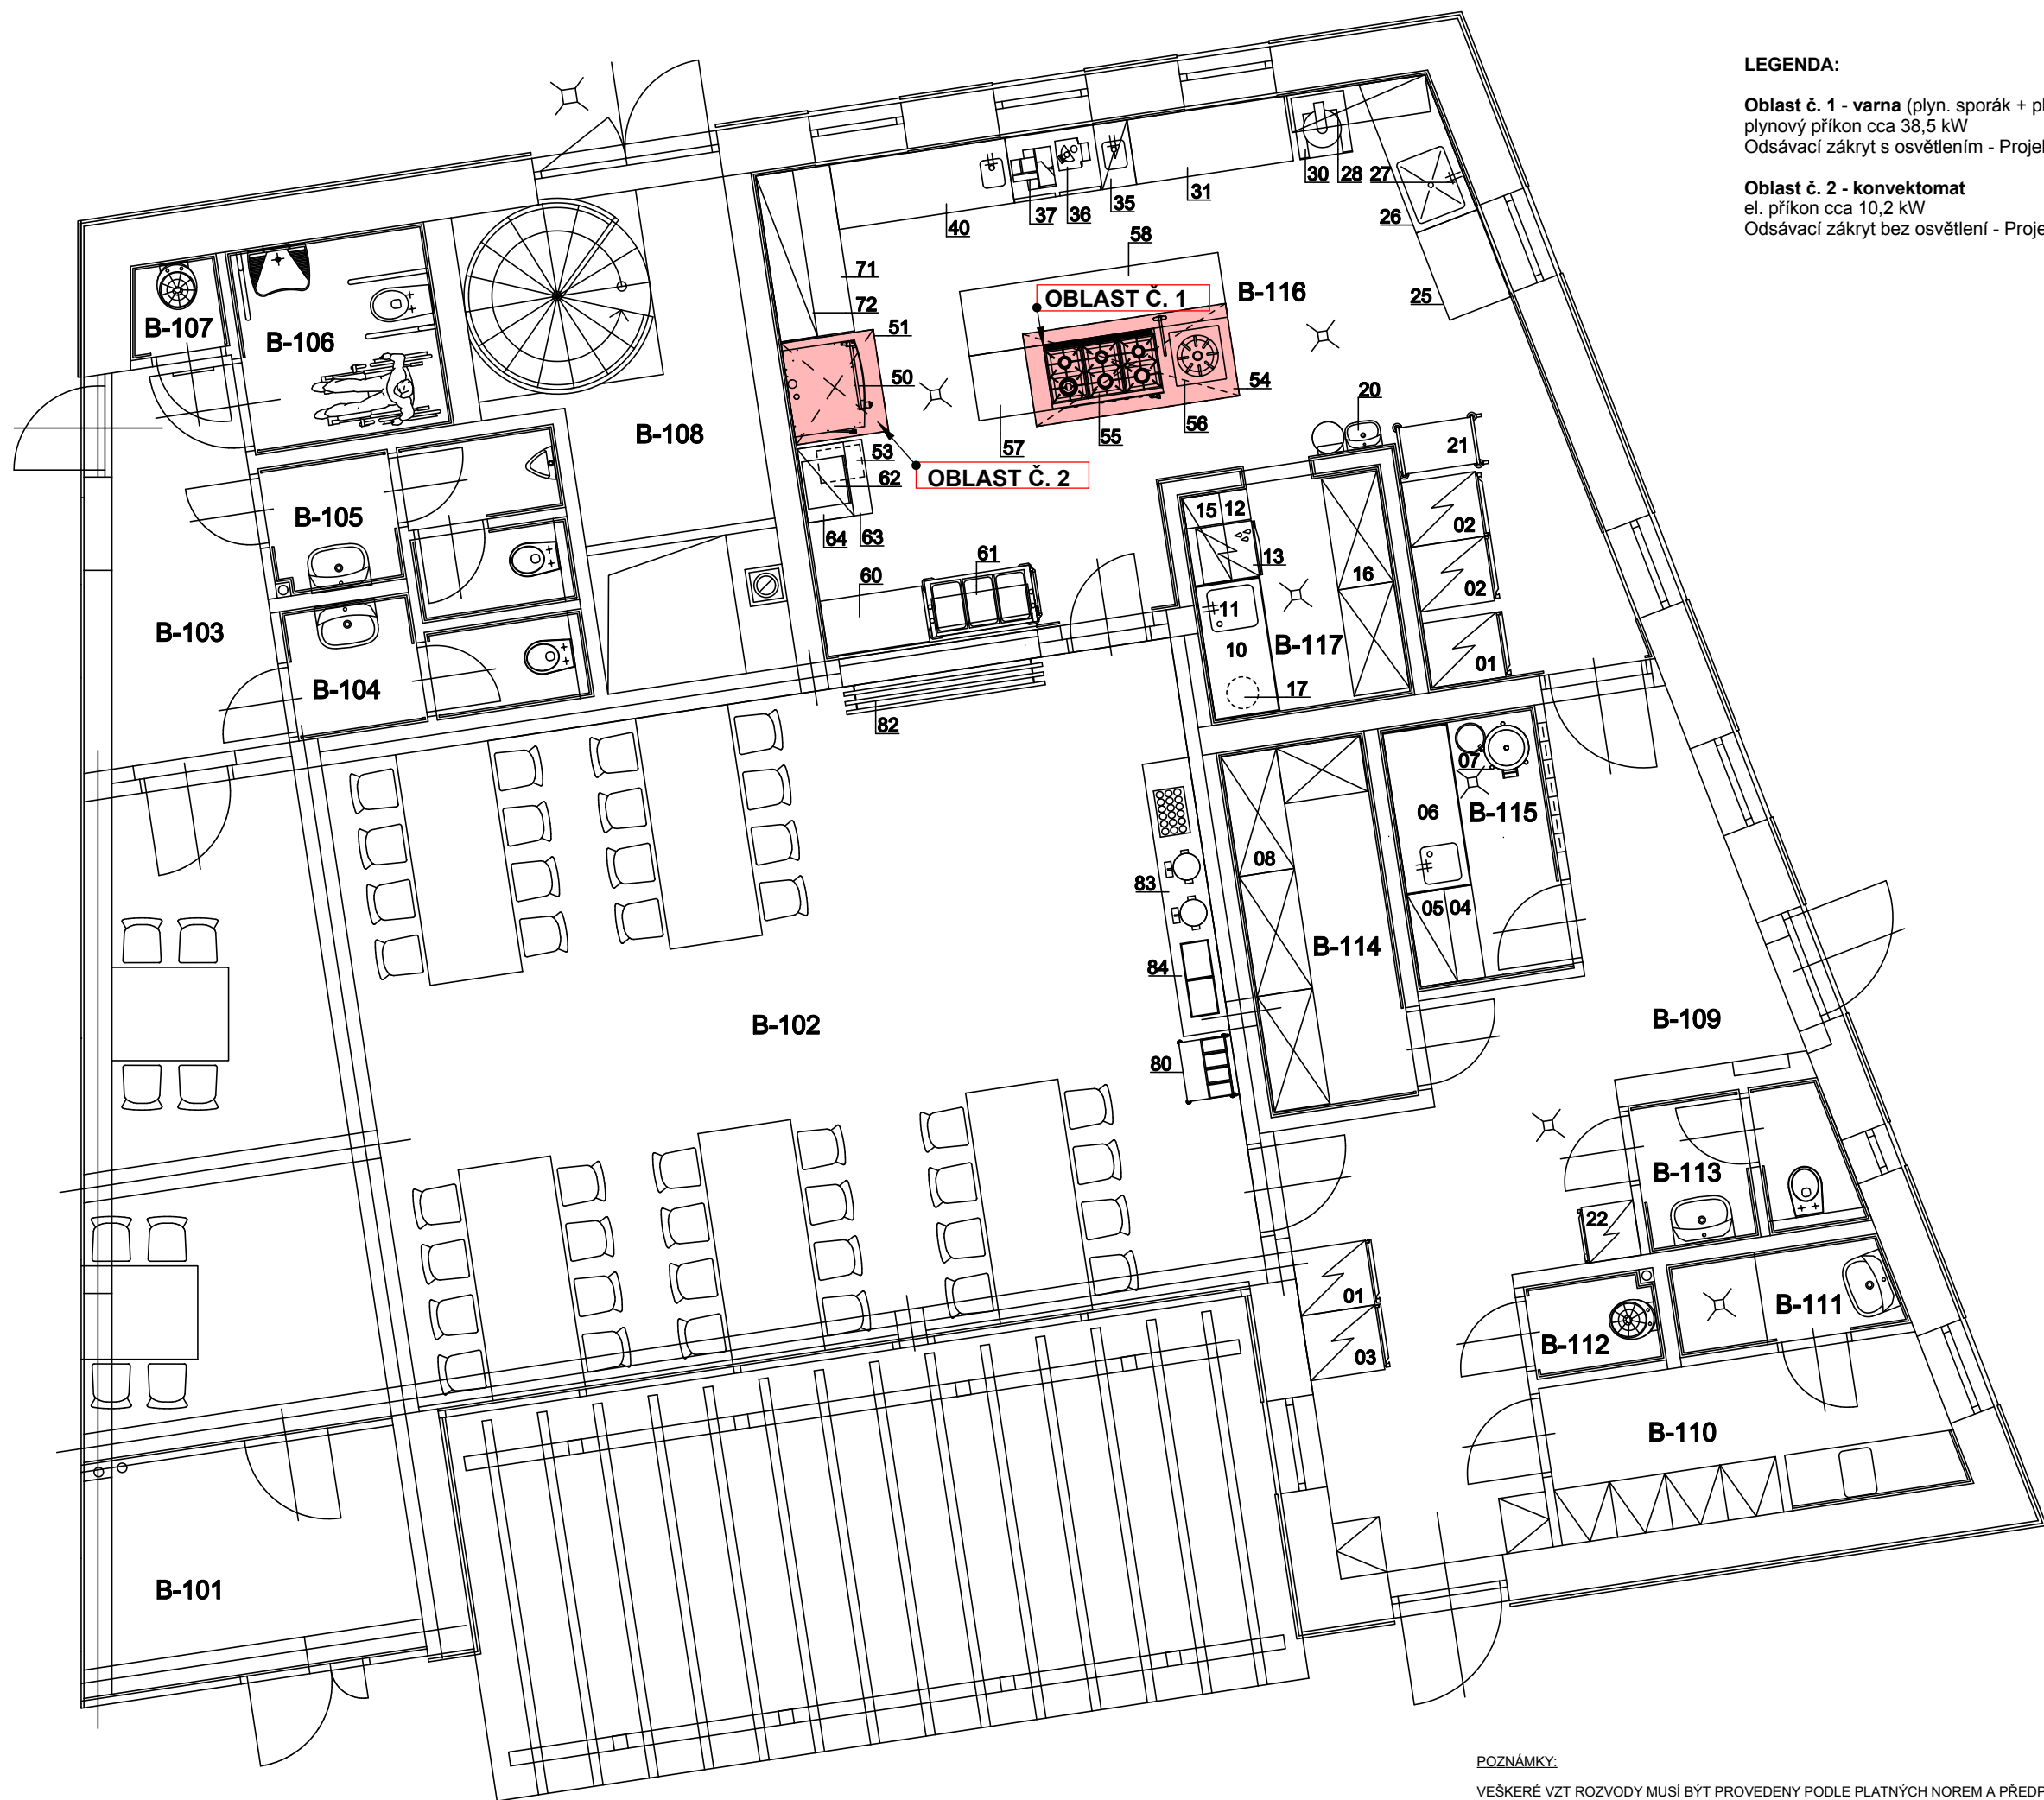 LEGENDA:
Oblast č. 1 - varna (plyn. sporák +
plynový příkon cca 38,5 kW
Odsávací zákryt s osvětlením -
Oblast č. 2 - konvektomat
el. příkon cca 10,2 kW
Odsávací zákryt bez osvětlení -
30 28 27
37 36 35 31
40
26
58
71
B-116
OBLAST Č. 1
25
72
B-107
51
B-106
50
54
20
56
55
57
B-108
21
53
OBLAST Č. 2
62
15 12
B-105
02
64 63
61
13
60
16
02
11
B-103
10
B-117
01
B-104
17
82
07
06
B-115
08
83
05 04
B-114
84
B-109
B-102
80
B-113
22
01
B-111
B-112
03
B-110
B-101
POZNÁMKY:
VEŠKERÉ VZT ROZVODY MUSÍ BÝT PROVEDENY PODLE PLATNÝCH NOREM A